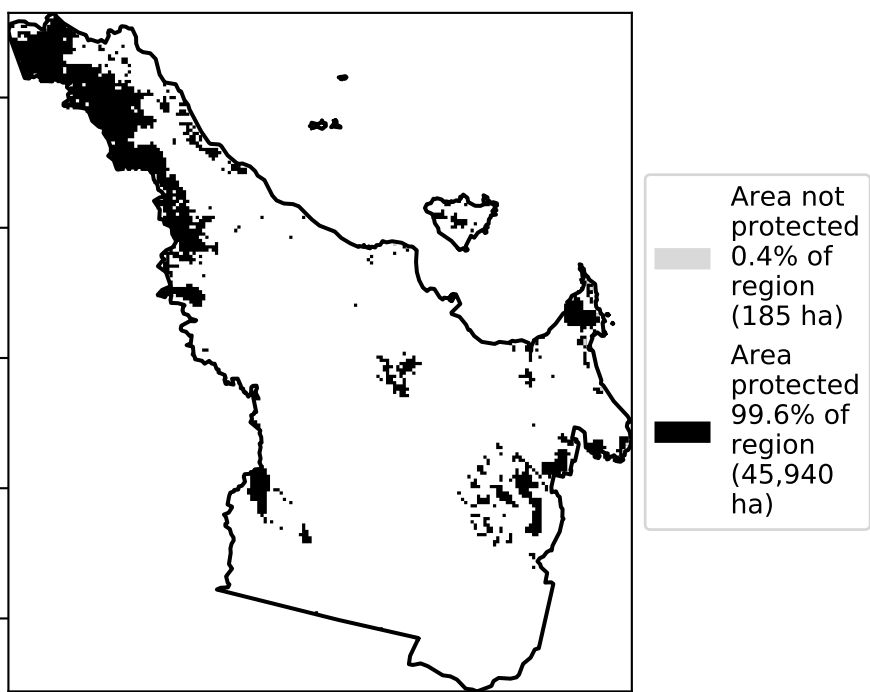 Area not
protected
0.4% of
region
(185 ha)
Area
protected
99.6% of
region
(45,940
ha)